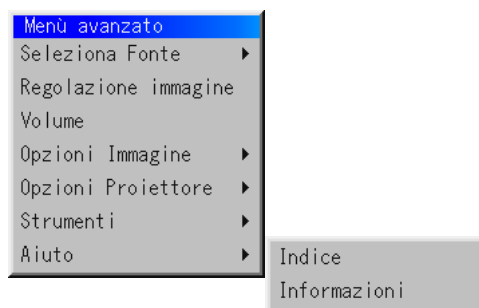 Menù avanzato
Seleziona Fonte
Regolazione immagine
Volume
Opzioni Immagine
Opzioni Proiettore
Strumenti
Aiuto
Indice
Informazioni